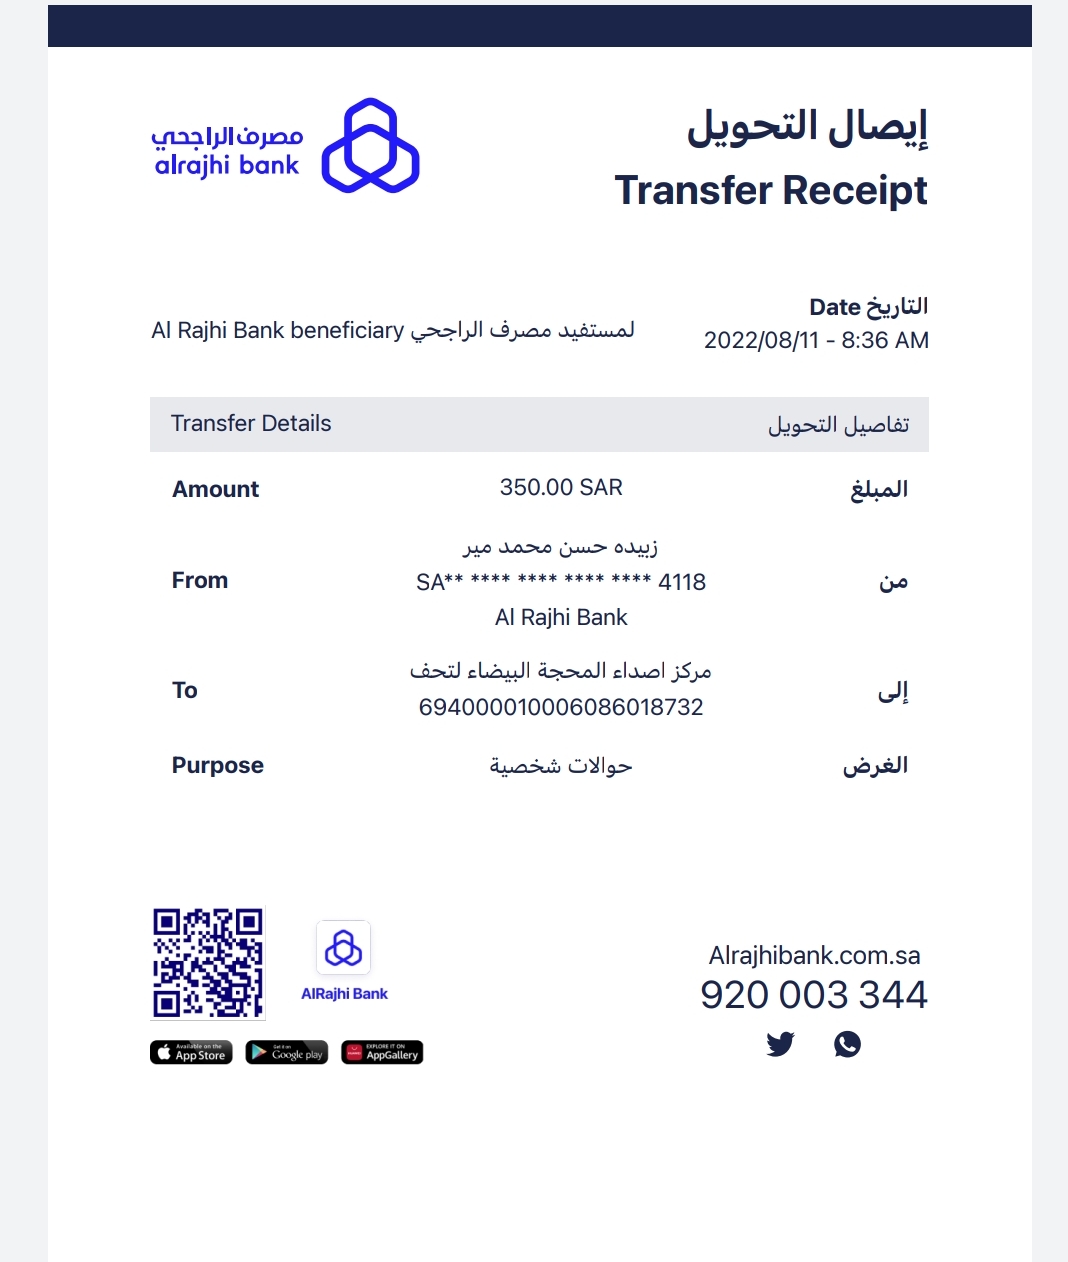 مصرف الراجحي
alrajhi bank
إيصال التحويل
Transfer Receipt
التاريخ Date
2022/08/11 - 8:36 AM
Al Rajhi Bank beneficiary لمستفيد مصرف الراجحي
Transfer Details تفاصيل التحويل
Amount 350.00 SAR المبلغ
زبيده حسن محمد مير
From SA** **** **** **** **** 4118 من
Al Rajhi Bank
مركز اصداء المحجة البيضاء لتحف
To إلى
694000010006086018732
Purpose حوالات شخصية الغرض
AlRajhi Bank
Available on the App Store
Get it on Google play
EXPLORE IT ON AppGallery
Alrajhibank.com.sa
920 003 344